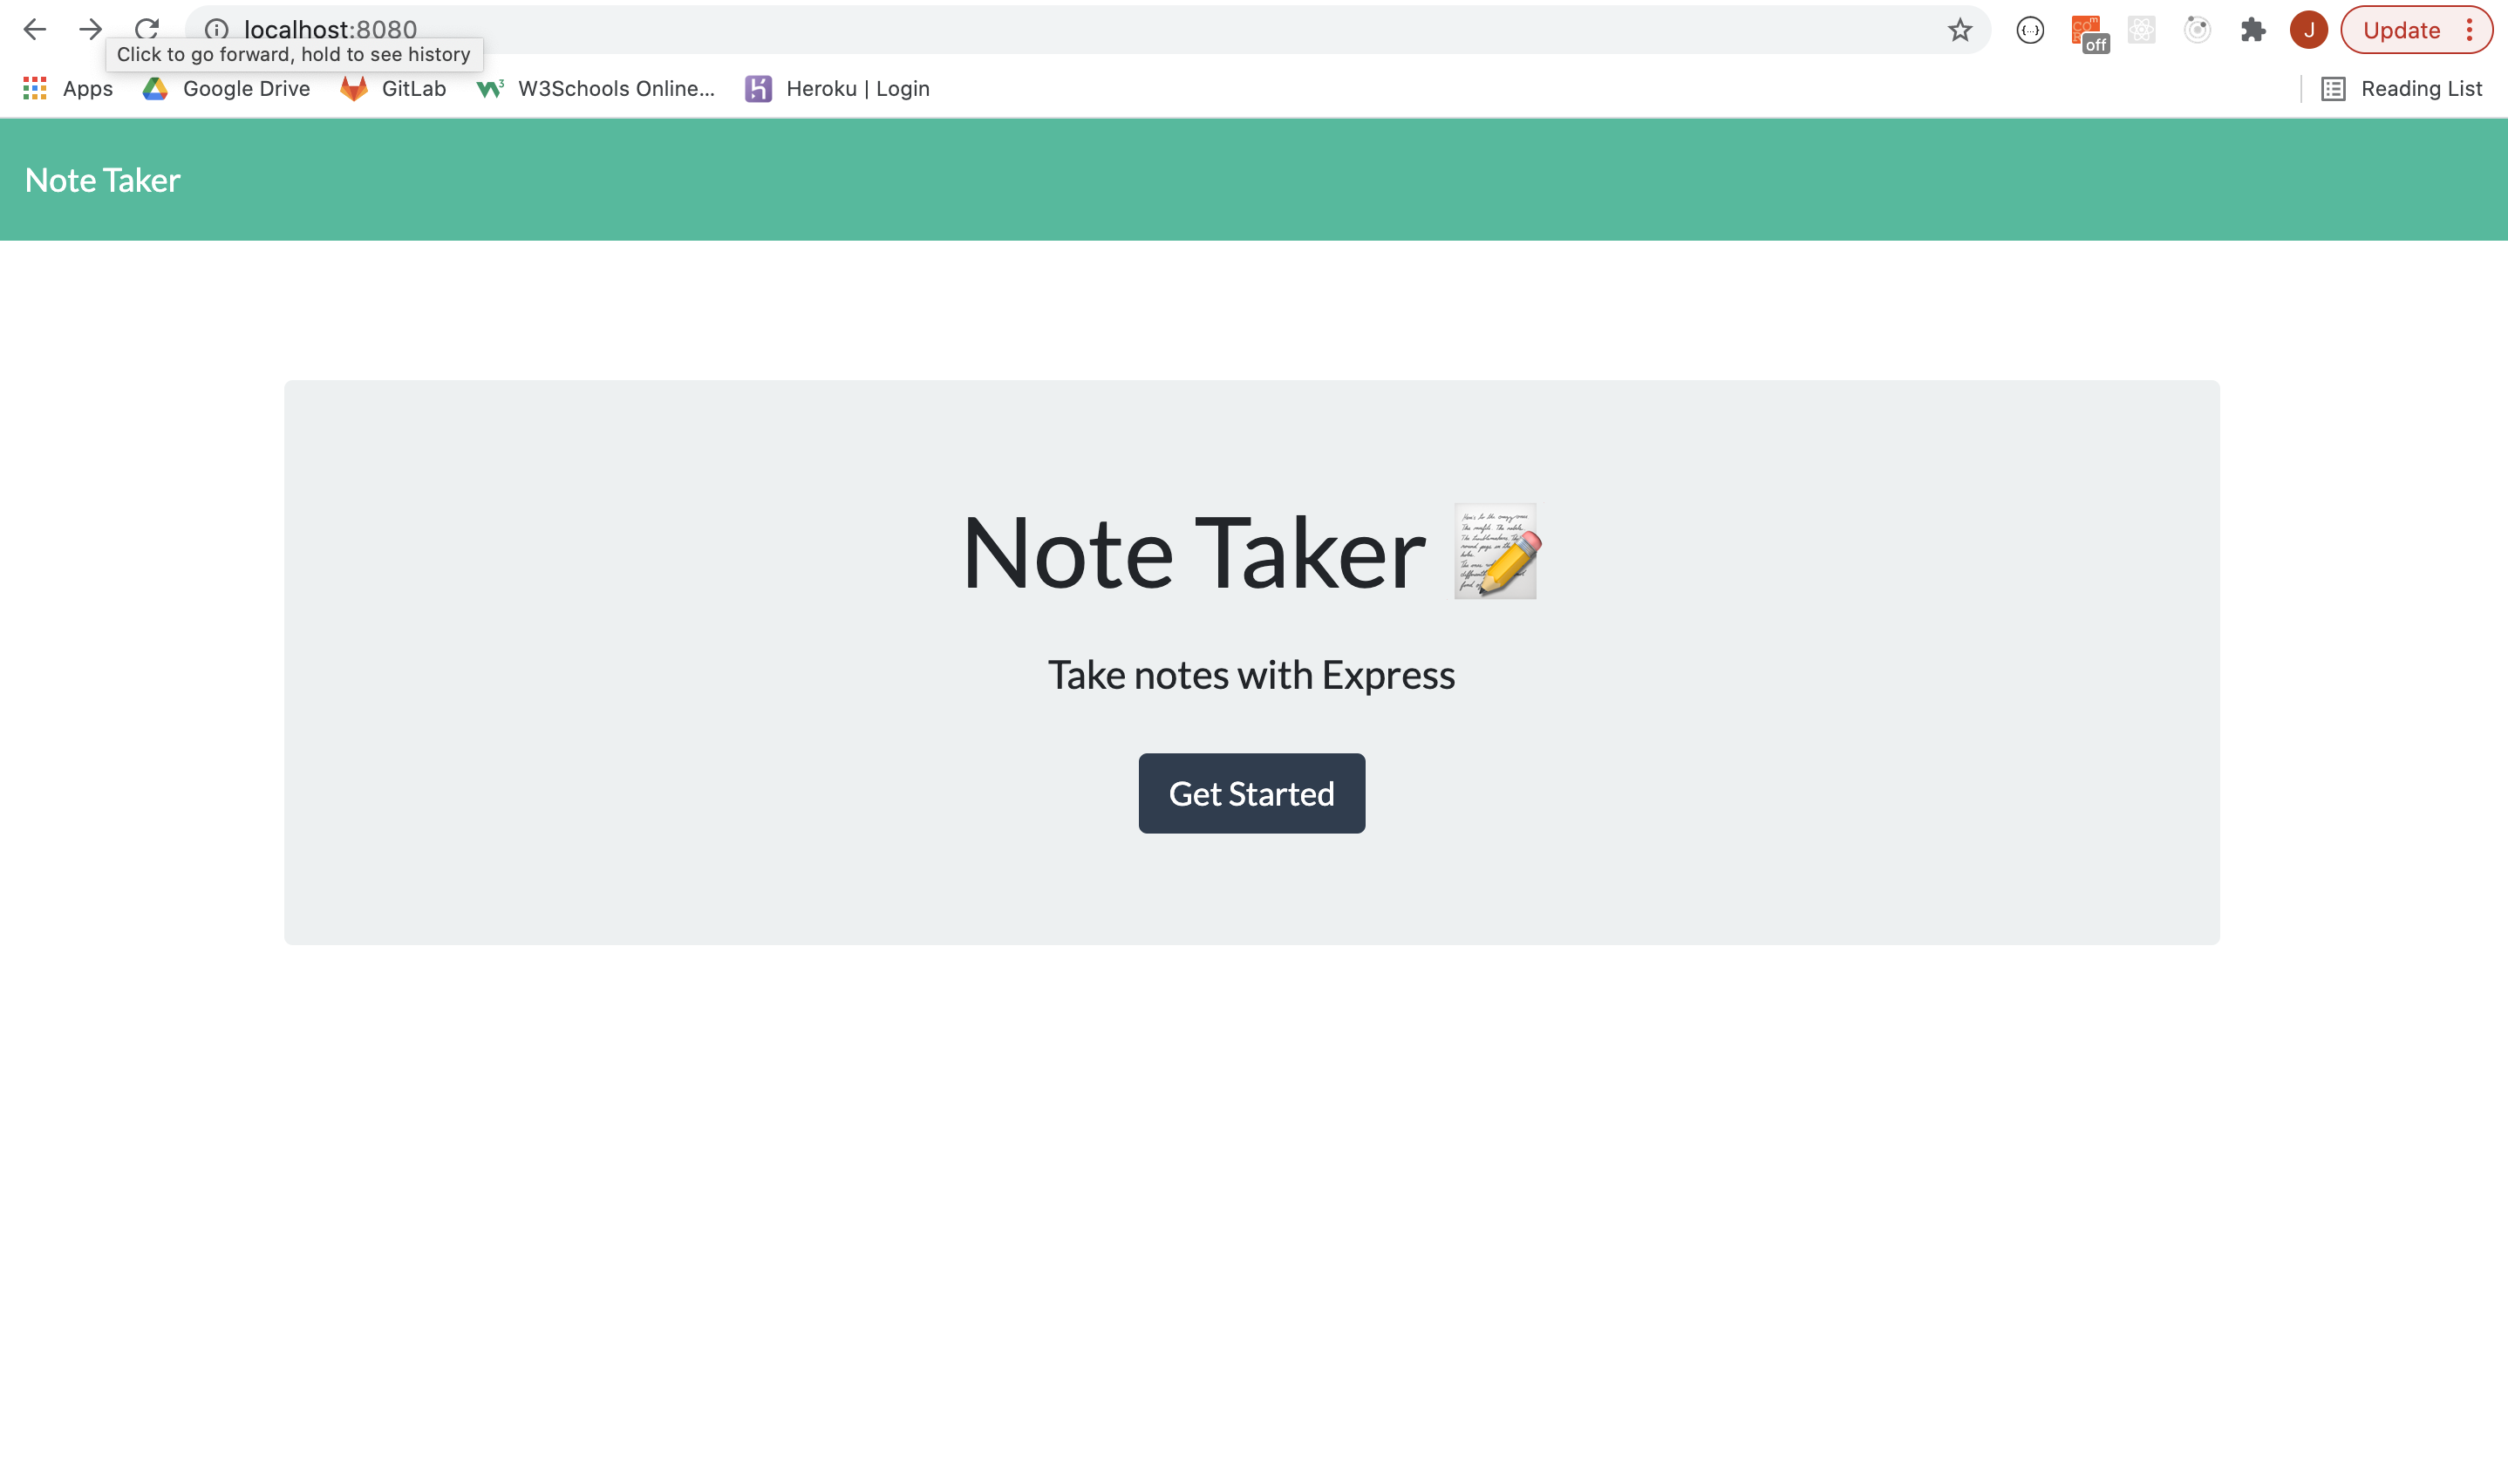 localhost:8080
Click to go forward, hold to see history
J
Update
off
Apps
Google Drive
GitLab
W3Schools Online...
Heroku | Login
Reading List
Note Taker
Note Taker
Take notes with Express
Get Started